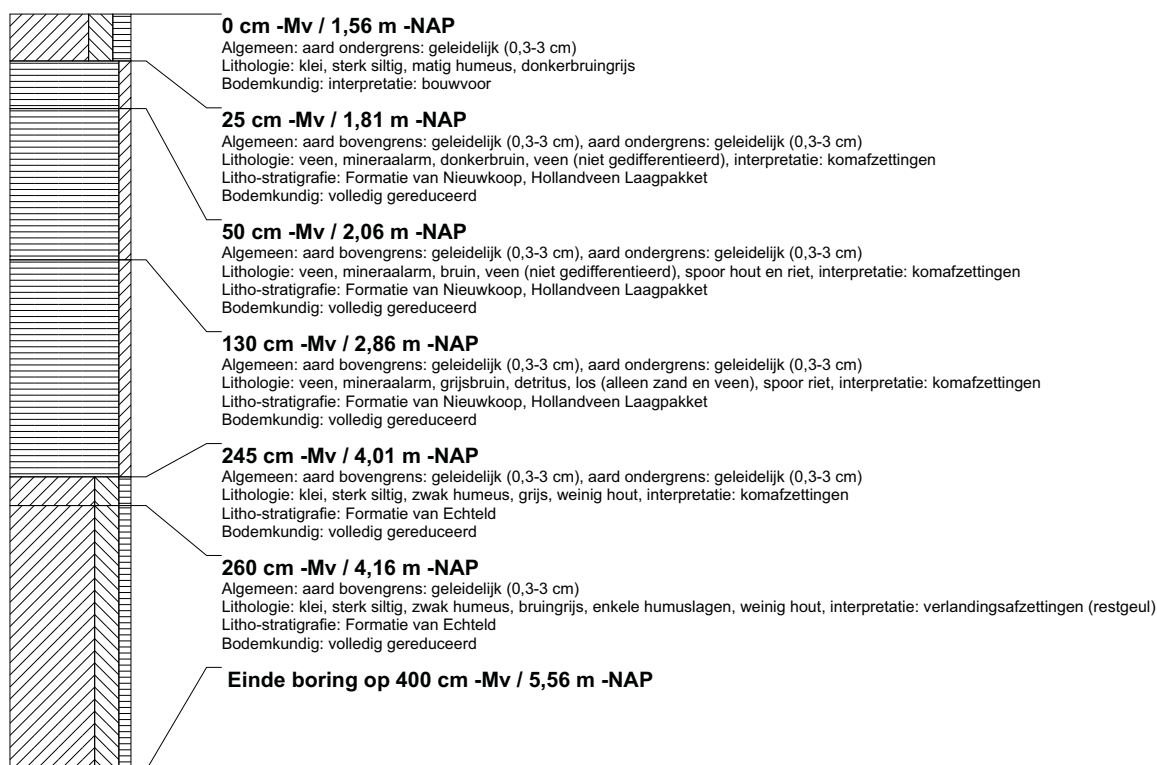 0 cm -Mv / 1,56 m -NAP
Algemeen: aard ondergrens: geleidelijk (0,3-3 cm)
Lithologie: klei, sterk siltig, matig humeus, donkerbruingrijs
Bodemkundig: interpretatie: bouwvoor
25 cm -Mv / 1,81 m -NAP
Algemeen: aard bovengrens: geleidelijk (0,3-3 cm), aard ondergrens: geleidelijk (0,3-3 cm)
Lithologie: veen, mineraalarm, donkerbruin, veen (niet gedifferentieerd), interpretatie: komafzettingen
Litho-stratigrafie: Formatie van Nieuwkoop, Hollandveen Laagpakket
Bodemkundig: volledig gereduceerd
50 cm -Mv / 2,06 m -NAP
Algemeen: aard bovengrens: geleidelijk (0,3-3 cm), aard ondergrens: geleidelijk (0,3-3 cm)
Lithologie: veen, mineraalarm, bruin, veen (niet gedifferentieerd), spoor hout en riet, interpretatie: komafzettingen
Litho-stratigrafie: Formatie van Nieuwkoop, Hollandveen Laagpakket
Bodemkundig: volledig gereduceerd
130 cm -Mv / 2,86 m -NAP
Algemeen: aard bovengrens: geleidelijk (0,3-3 cm), aard ondergrens: geleidelijk (0,3-3 cm)
Lithologie: veen, mineraalarm, grijsbruin, detritus, los (alleen zand en veen), spoor riet, interpretatie: komafzettingen
Litho-stratigrafie: Formatie van Nieuwkoop, Hollandveen Laagpakket
Bodemkundig: volledig gereduceerd
245 cm -Mv / 4,01 m -NAP
Algemeen: aard bovengrens: geleidelijk (0,3-3 cm), aard ondergrens: geleidelijk (0,3-3 cm)
Lithologie: klei, sterk siltig, zwak humeus, grijs, weinig hout, interpretatie: komafzettingen
Litho-stratigrafie: Formatie van Echteld
Bodemkundig: volledig gereduceerd
260 cm -Mv / 4,16 m -NAP
Algemeen: aard bovengrens: geleidelijk (0,3-3 cm)
Lithologie: klei, sterk siltig, zwak humeus, bruingrijs, enkele humuslagen, weinig hout, interpretatie: verlandingsafzettingen (restgeul)
Litho-stratigrafie: Formatie van Echteld
Bodemkundig: volledig gereduceerd
Einde boring op 400 cm -Mv / 5,56 m -NAP